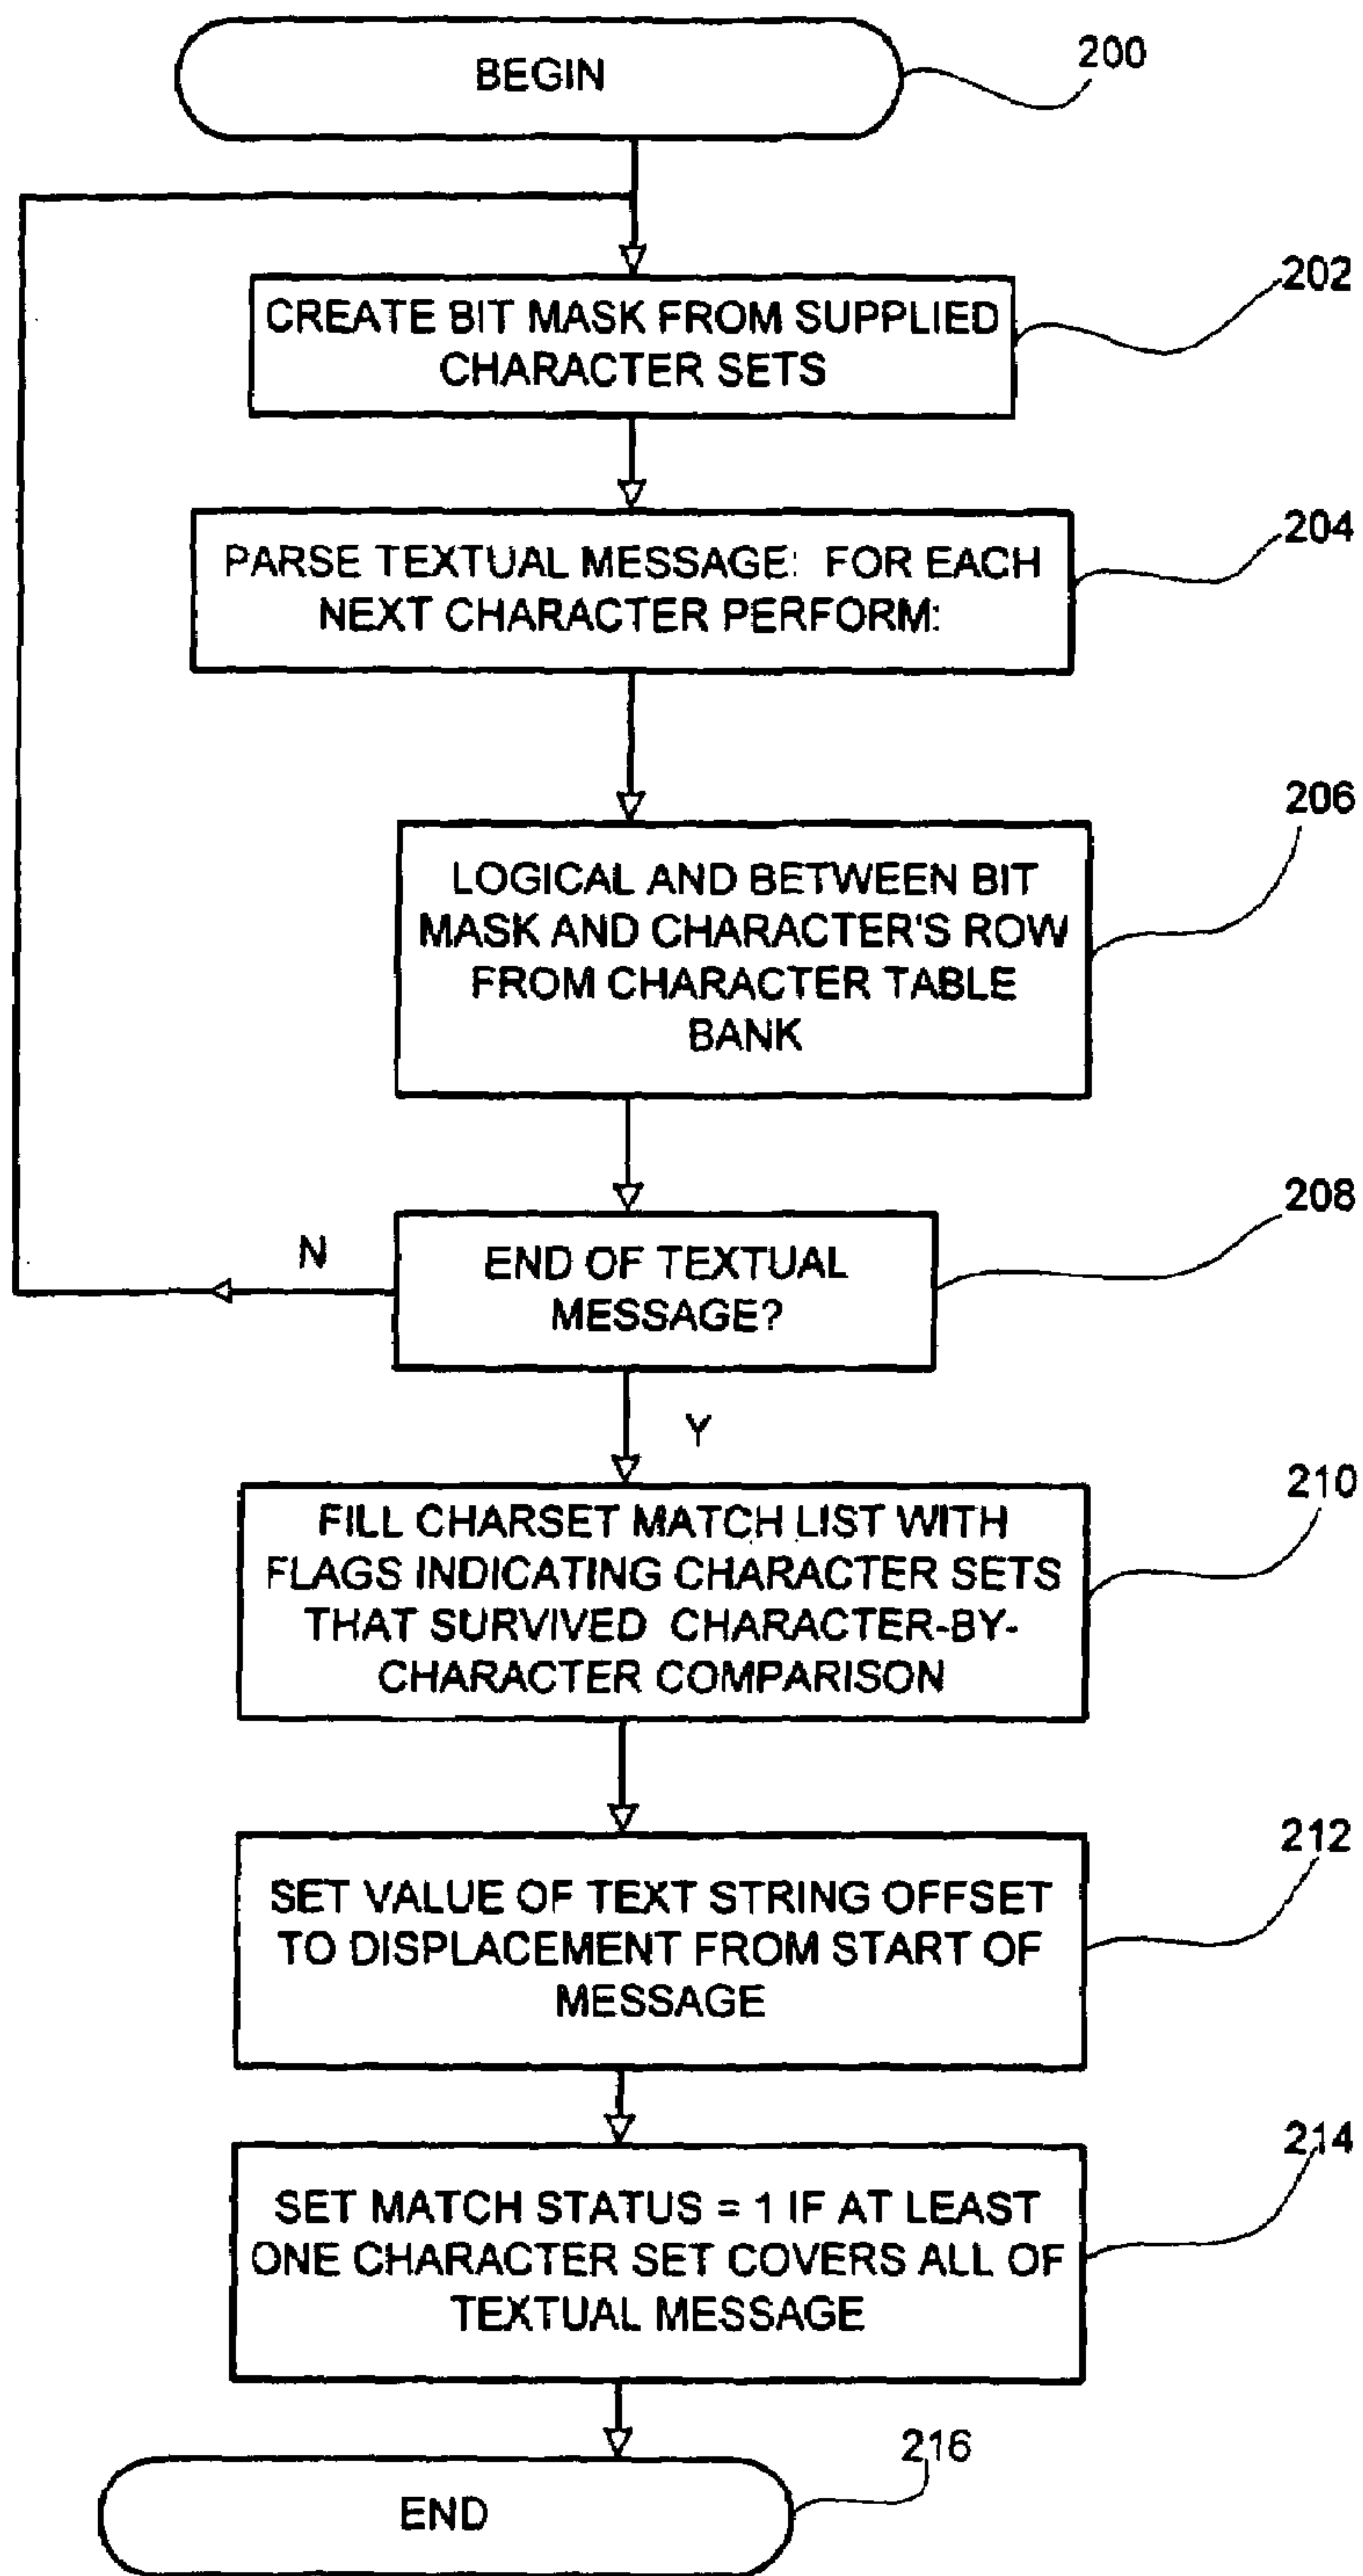 BEGIN
200
CREATE BIT MASK FROM SUPPLIED
CHARACTER SETS
202
PARSE TEXTUAL MESSAGE: FOR EACH
NEXT CHARACTER PERFORM:
204
LOGICAL AND BETWEEN BIT
MASK AND CHARACTER'S ROW
FROM CHARACTER TABLE
BANK
206
END OF TEXTUAL
MESSAGE?
208
N
Y
FILL CHARSET MATCH LIST WITH
FLAGS INDICATING CHARACTER SETS
THAT SURVIVED CHARACTER-BY-
CHARACTER COMPARISON
210
SET VALUE OF TEXT STRING OFFSET
TO DISPLACEMENT FROM START OF
MESSAGE
212
SET MATCH STATUS = 1 IF AT LEAST
ONE CHARACTER SET COVERS ALL OF
TEXTUAL MESSAGE
214
END
216